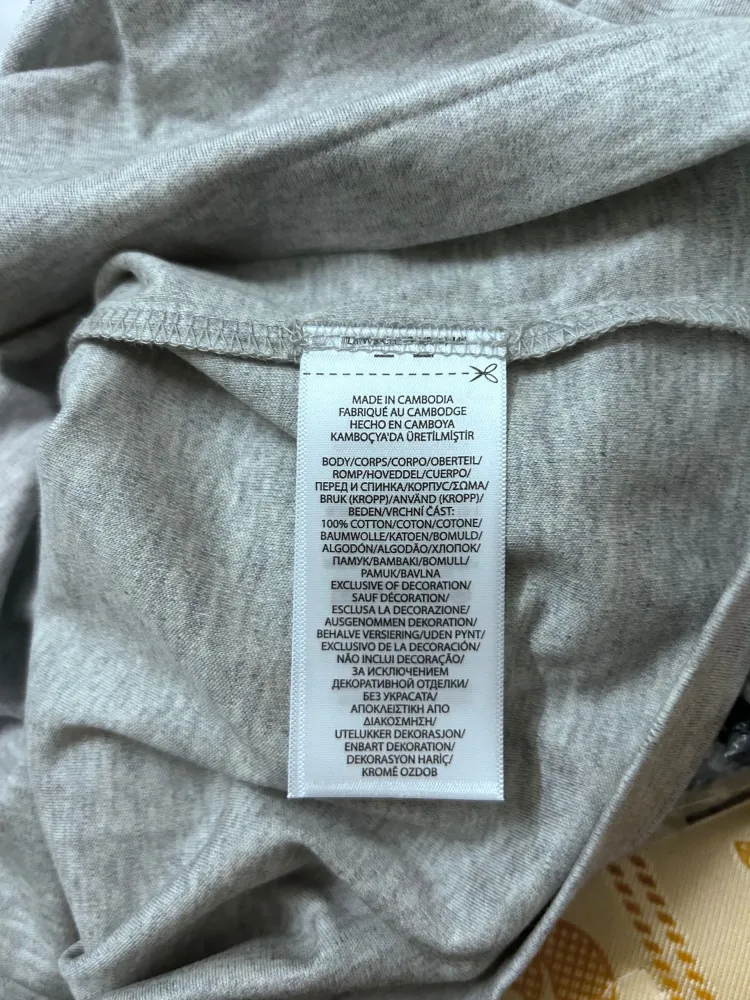 MADE IN CAMBODIA
FABRIQUÉ AU CAMBODGE
HECHO EN CAMBOYA
KAMBOÇYA'DA ÜRETİLMİŞTİR
BODY/CORPS/CORPO/OBERTEIL/
ROMP/HOVEDDEL/CUERPO/
ПЕРЕД И СПИНКА/КОРПУС/ΣΩΜΑ/
BRUK (KROPP)/ANVÄND (KROPP)/
BEDEN/VRCHNÍ ČÁST:
100% COTTON/COTON/COTONE/
BAUMWOLLE/KATOEN/BOMULD/
ALGODÓN/ALGODÃO/ХЛОПОК/
ПАМУК/BAMBAKI/BOMULL/
PAMUK/BAVLNA
EXCLUSIVE OF DECORATION/
SAUF DÉCORATION/
ESCLUSA LA DECORAZIONE/
AUSGENOMMEN DEKORATION/
BEHALVE VERSIERING/UDEN PYNT/
EXCLUSIVO DE LA DECORACIÓN/
NÃO INCLUI DECORAÇÃO/
ЗА ИСКЛЮЧЕНИЕМ
ДЕКОРАТИВНОЙ ОТДЕЛКИ/
БЕЗ УКРАСАТА/
ΑΠΟΚΛΕΙΣΤΙΚΗ ΑΠΟ
ΔΙΑΚΟΣΜΗΣΗ/
UTELUKKER DEKORASJON/
ENBART DEKORATION/
DEKORASYON HARİÇ/
KROMĚ OZDOB